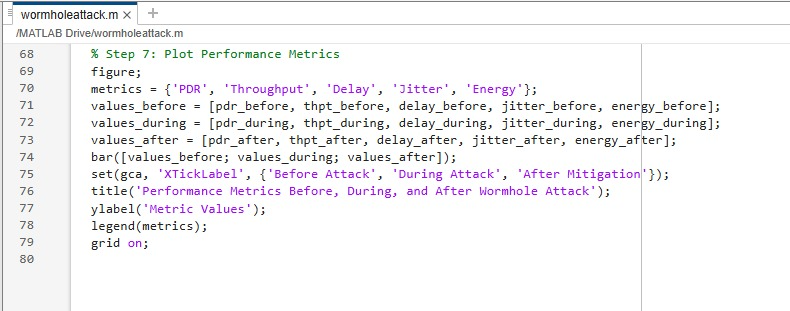 wormholeattack.m × +
/MATLAB Drive/wormholeattack.m
68 % Step 7: Plot Performance Metrics
69 figure;
70 metrics = {'PDR', 'Throughput', 'Delay', 'Jitter', 'Energy'};
71 values_before = [pdr_before, thpt_before, delay_before, jitter_before, energy_before];
72 values_during = [pdr_during, thpt_during, delay_during, jitter_during, energy_during];
73 values_after = [pdr_after, thpt_after, delay_after, jitter_after, energy_after];
74 bar([values_before; values_during; values_after]);
75 set(gca, 'XTickLabel', {'Before Attack', 'During Attack', 'After Mitigation'});
76 title('Performance Metrics Before, During, and After Wormhole Attack');
77 ylabel('Metric Values');
78 legend(metrics);
79 grid on;
80